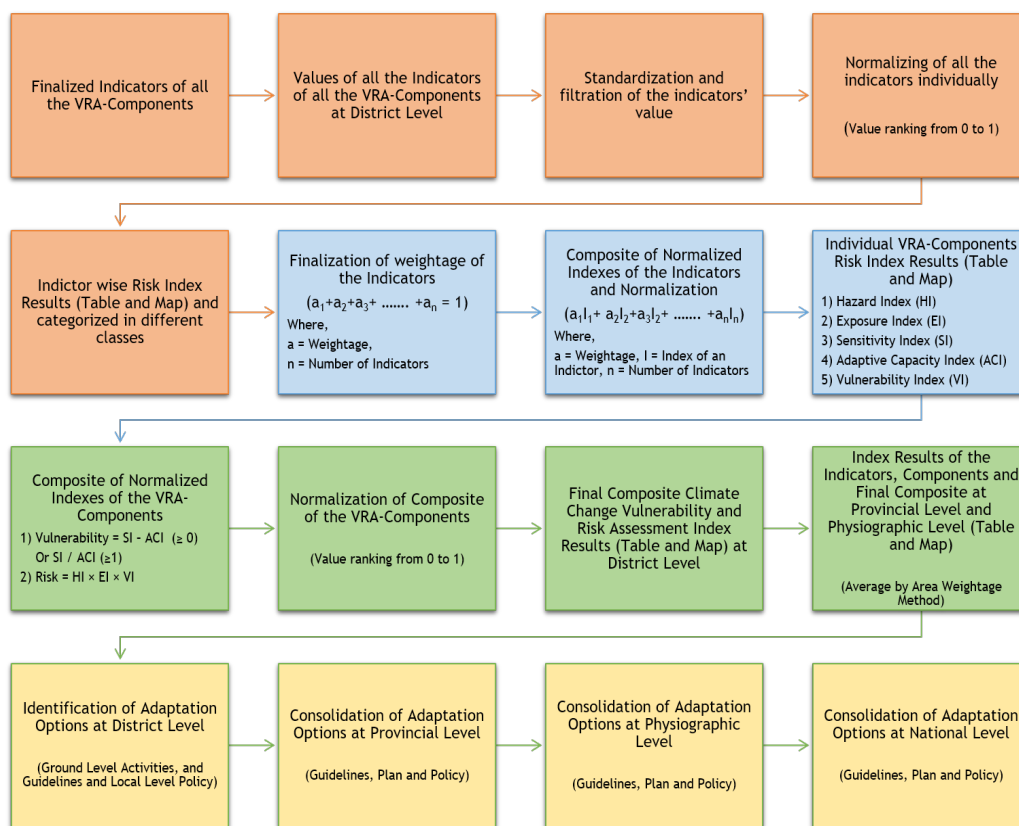 Finalized Indicators of all
the VRA-Components
Values of all the Indicators
of all the VRA-Components
at District Level
Standardization and
filtration of the indicators'
value
Normalizing of all the
indicators individually
(Value ranking from 0 to 1)
Indictor wise Risk Index
Results (Table and Map) and
categorized in different
classes
Finalization of weightage of
the Indicators
(a₁+a₂+a₃+ ....... +aₙ = 1)
Where,
a = Weightage,
n = Number of Indicators
Composite of Normalized
Indexes of the Indicators
and Normalization
(a₁I₁+ a₂I₂+a₃I₂+ ....... +aₙIₙ)
Where,
a = Weightage, I = Index of an
Indictor, n = Number of Indicators
Individual VRA-Components
Risk Index Results (Table
and Map)
1) Hazard Index (HI)
2) Exposure Index (EI)
3) Sensitivity Index (SI)
4) Adaptive Capacity Index (ACI)
5) Vulnerability Index (VI)
Composite of Normalized
Indexes of the VRA-
Components
1) Vulnerability = SI – ACI (≥ 0)
Or SI / ACI (≥1)
2) Risk = HI × EI × VI
Normalization of Composite
of the VRA-Components
(Value ranking from 0 to 1)
Final Composite Climate
Change Vulnerability and
Risk Assessment Index
Results (Table and Map) at
District Level
Index Results of the
Indicators, Components and
Final Composite at
Provincial Level and
Physiographic Level (Table
and Map)
(Average by Area Weightage
Method)
Identification of Adaptation
Options at District Level
(Ground Level Activities, and
Guidelines and Local Level Policy)
Consolidation of Adaptation
Options at Provincial Level
(Guidelines, Plan and Policy)
Consolidation of Adaptation
Options at Physiographic
Level
(Guidelines, Plan and Policy)
Consolidation of Adaptation
Options at National Level
(Guidelines, Plan and Policy)